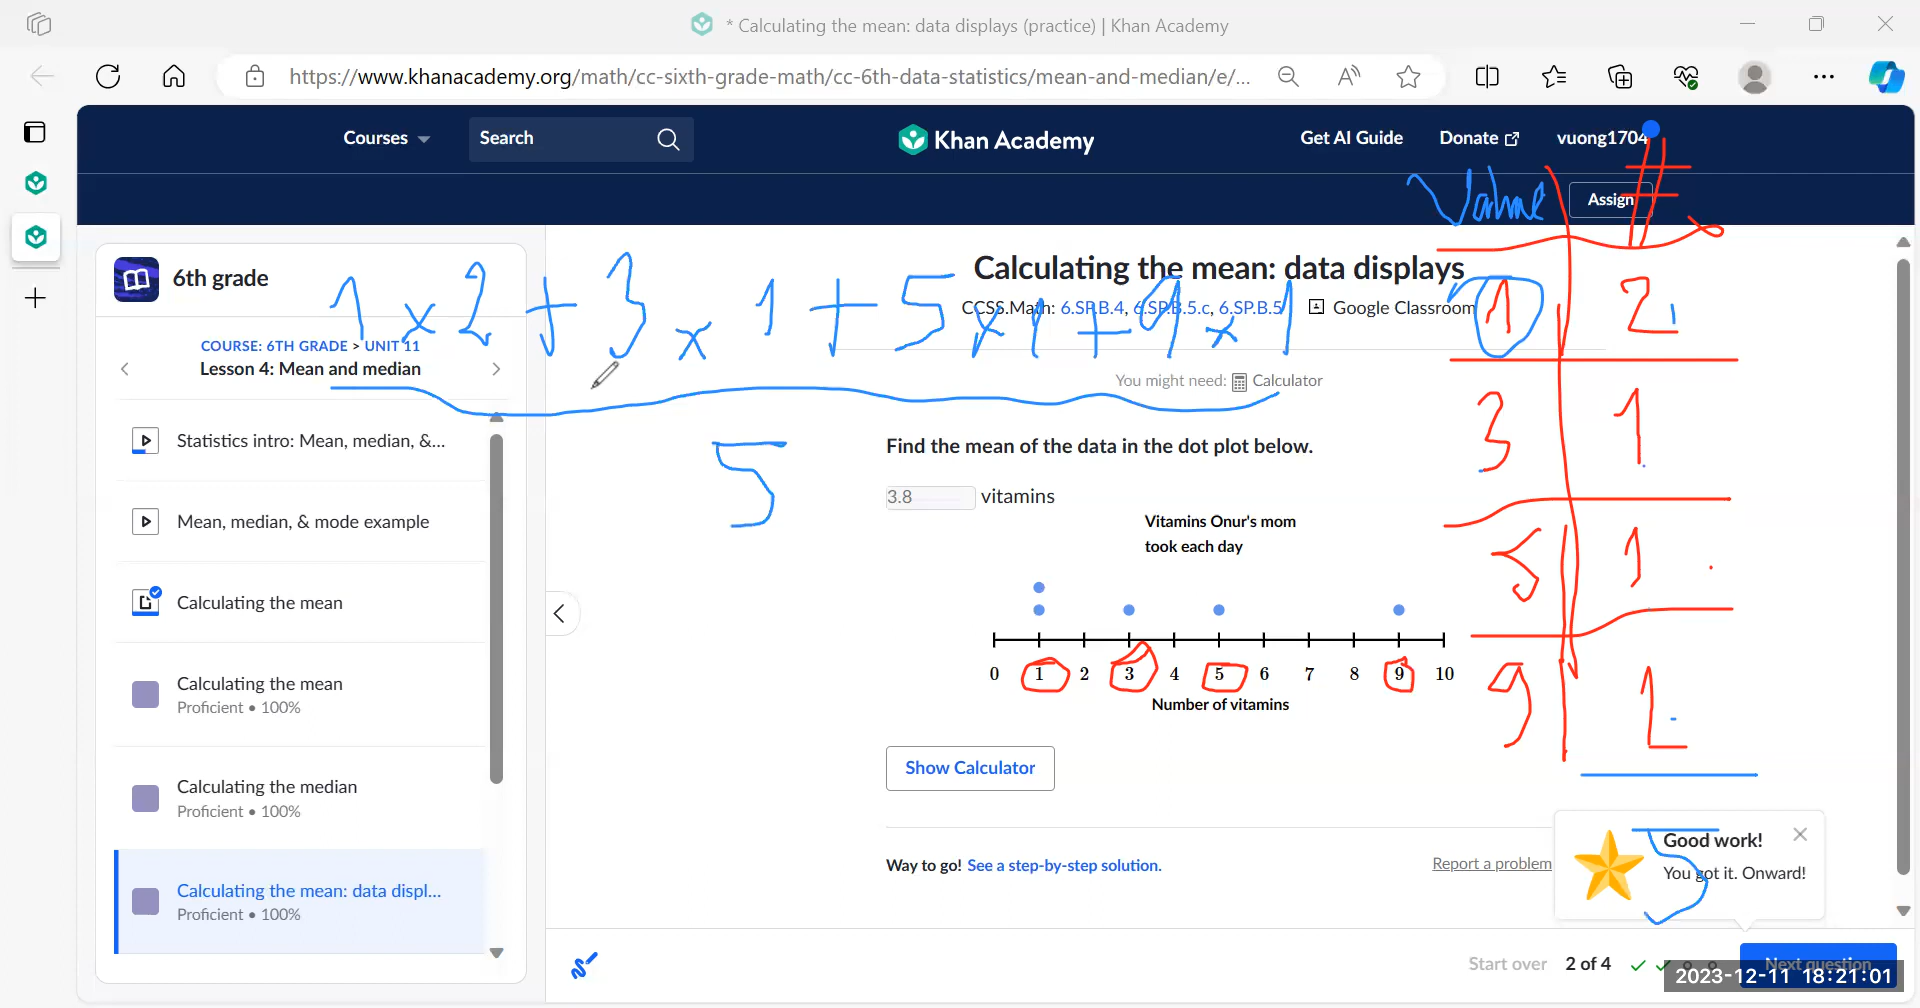 * Calculating the mean: data displays (practice) | Khan Academy
https://www.khanacademy.org/math/cc-sixth-grade-math/cc-6th-data-statistics/mean-and-median/e/...
Courses
Search
Khan Academy
Get AI Guide
Donate
vuong1704
Value
#
Assign
6th grade
COURSE: 6TH GRADE > UNIT 11
Lesson 4: Mean and median
Statistics intro: Mean, median, &...
Mean, median, & mode example
Calculating the mean
Calculating the mean
Proficient • 100%
Calculating the median
Proficient • 100%
Calculating the mean: data displ...
Proficient • 100%
Calculating the mean: data displays
CCSS.Math: 6.SP.B.4, 6.SP.B.5.c, 6.SP.B.5
Google Classroom
1 x 2 + 3 x 1 + 5 x 1 + 9 x 1
5
You might need: Calculator
Find the mean of the data in the dot plot below.
3.8 vitamins
Vitamins Onur's mom
took each day
0 1 2 3 4 5 6 7 8 9 10
Number of vitamins
1 2
3 1
5 1
9 1
5
Show Calculator
Way to go! See a step-by-step solution.
Report a problem
Good work!
You got it. Onward!
Start over
2 of 4
Next question
2023-12-11 18:21:01